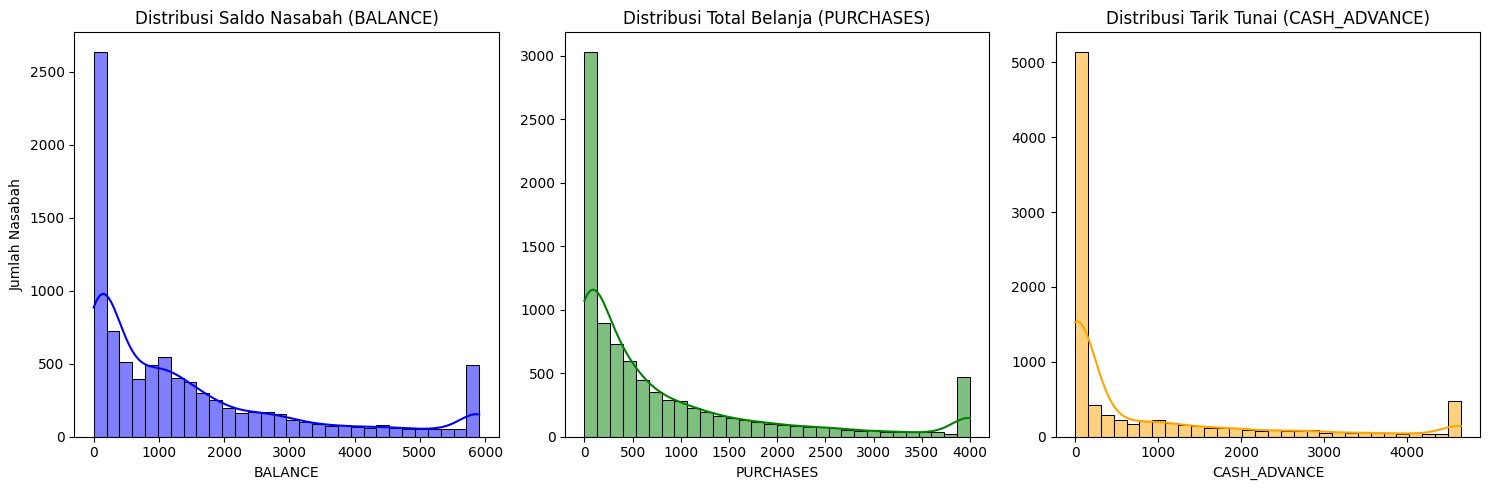 Distribusi Saldo Nasabah (BALANCE)
2500
2000
1500
1000
500
0
Jumlah Nasabah
0 1000 2000 3000 4000 5000 6000
BALANCE
Distribusi Total Belanja (PURCHASES)
3000
2500
2000
1500
1000
500
0
0 500 1000 1500 2000 2500 3000 3500 4000
PURCHASES
Distribusi Tarik Tunai (CASH_ADVANCE)
5000
4000
3000
2000
1000
0
0 1000 2000 3000 4000
CASH_ADVANCE